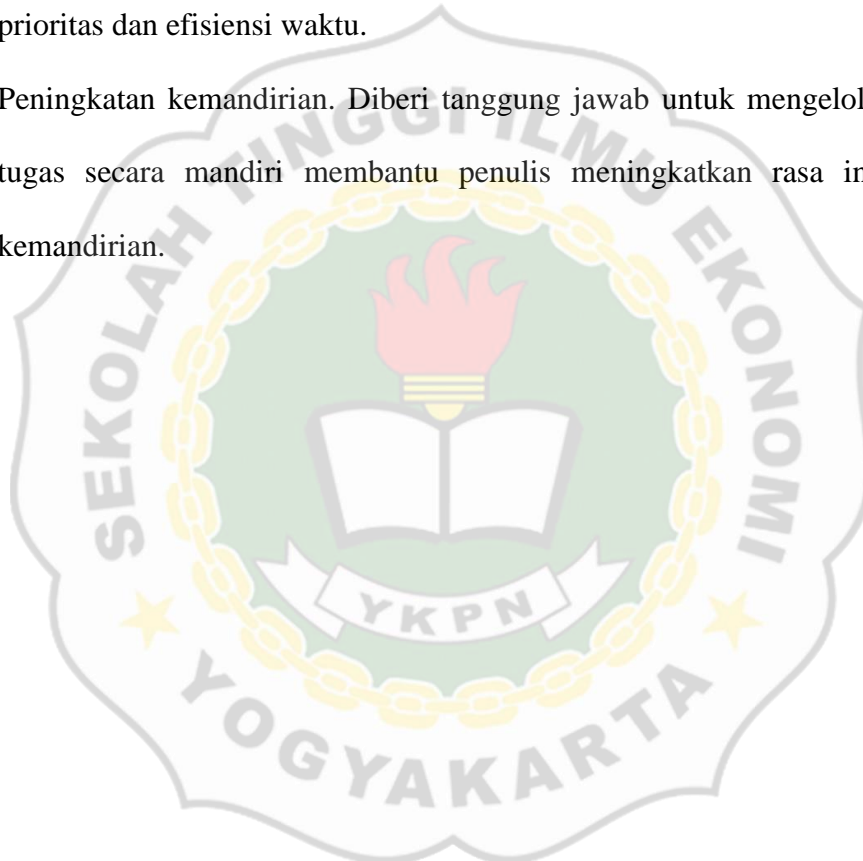 prioritas dan efisiensi waktu.
Peningkatan kemandirian. Diberi tanggung jawab untuk mengelol
tugas secara mandiri membantu penulis meningkatkan rasa in
kemandirian.
SEKOLAH TINGGI ILMU EKONOMI
YKPN
YOGYAKARTA